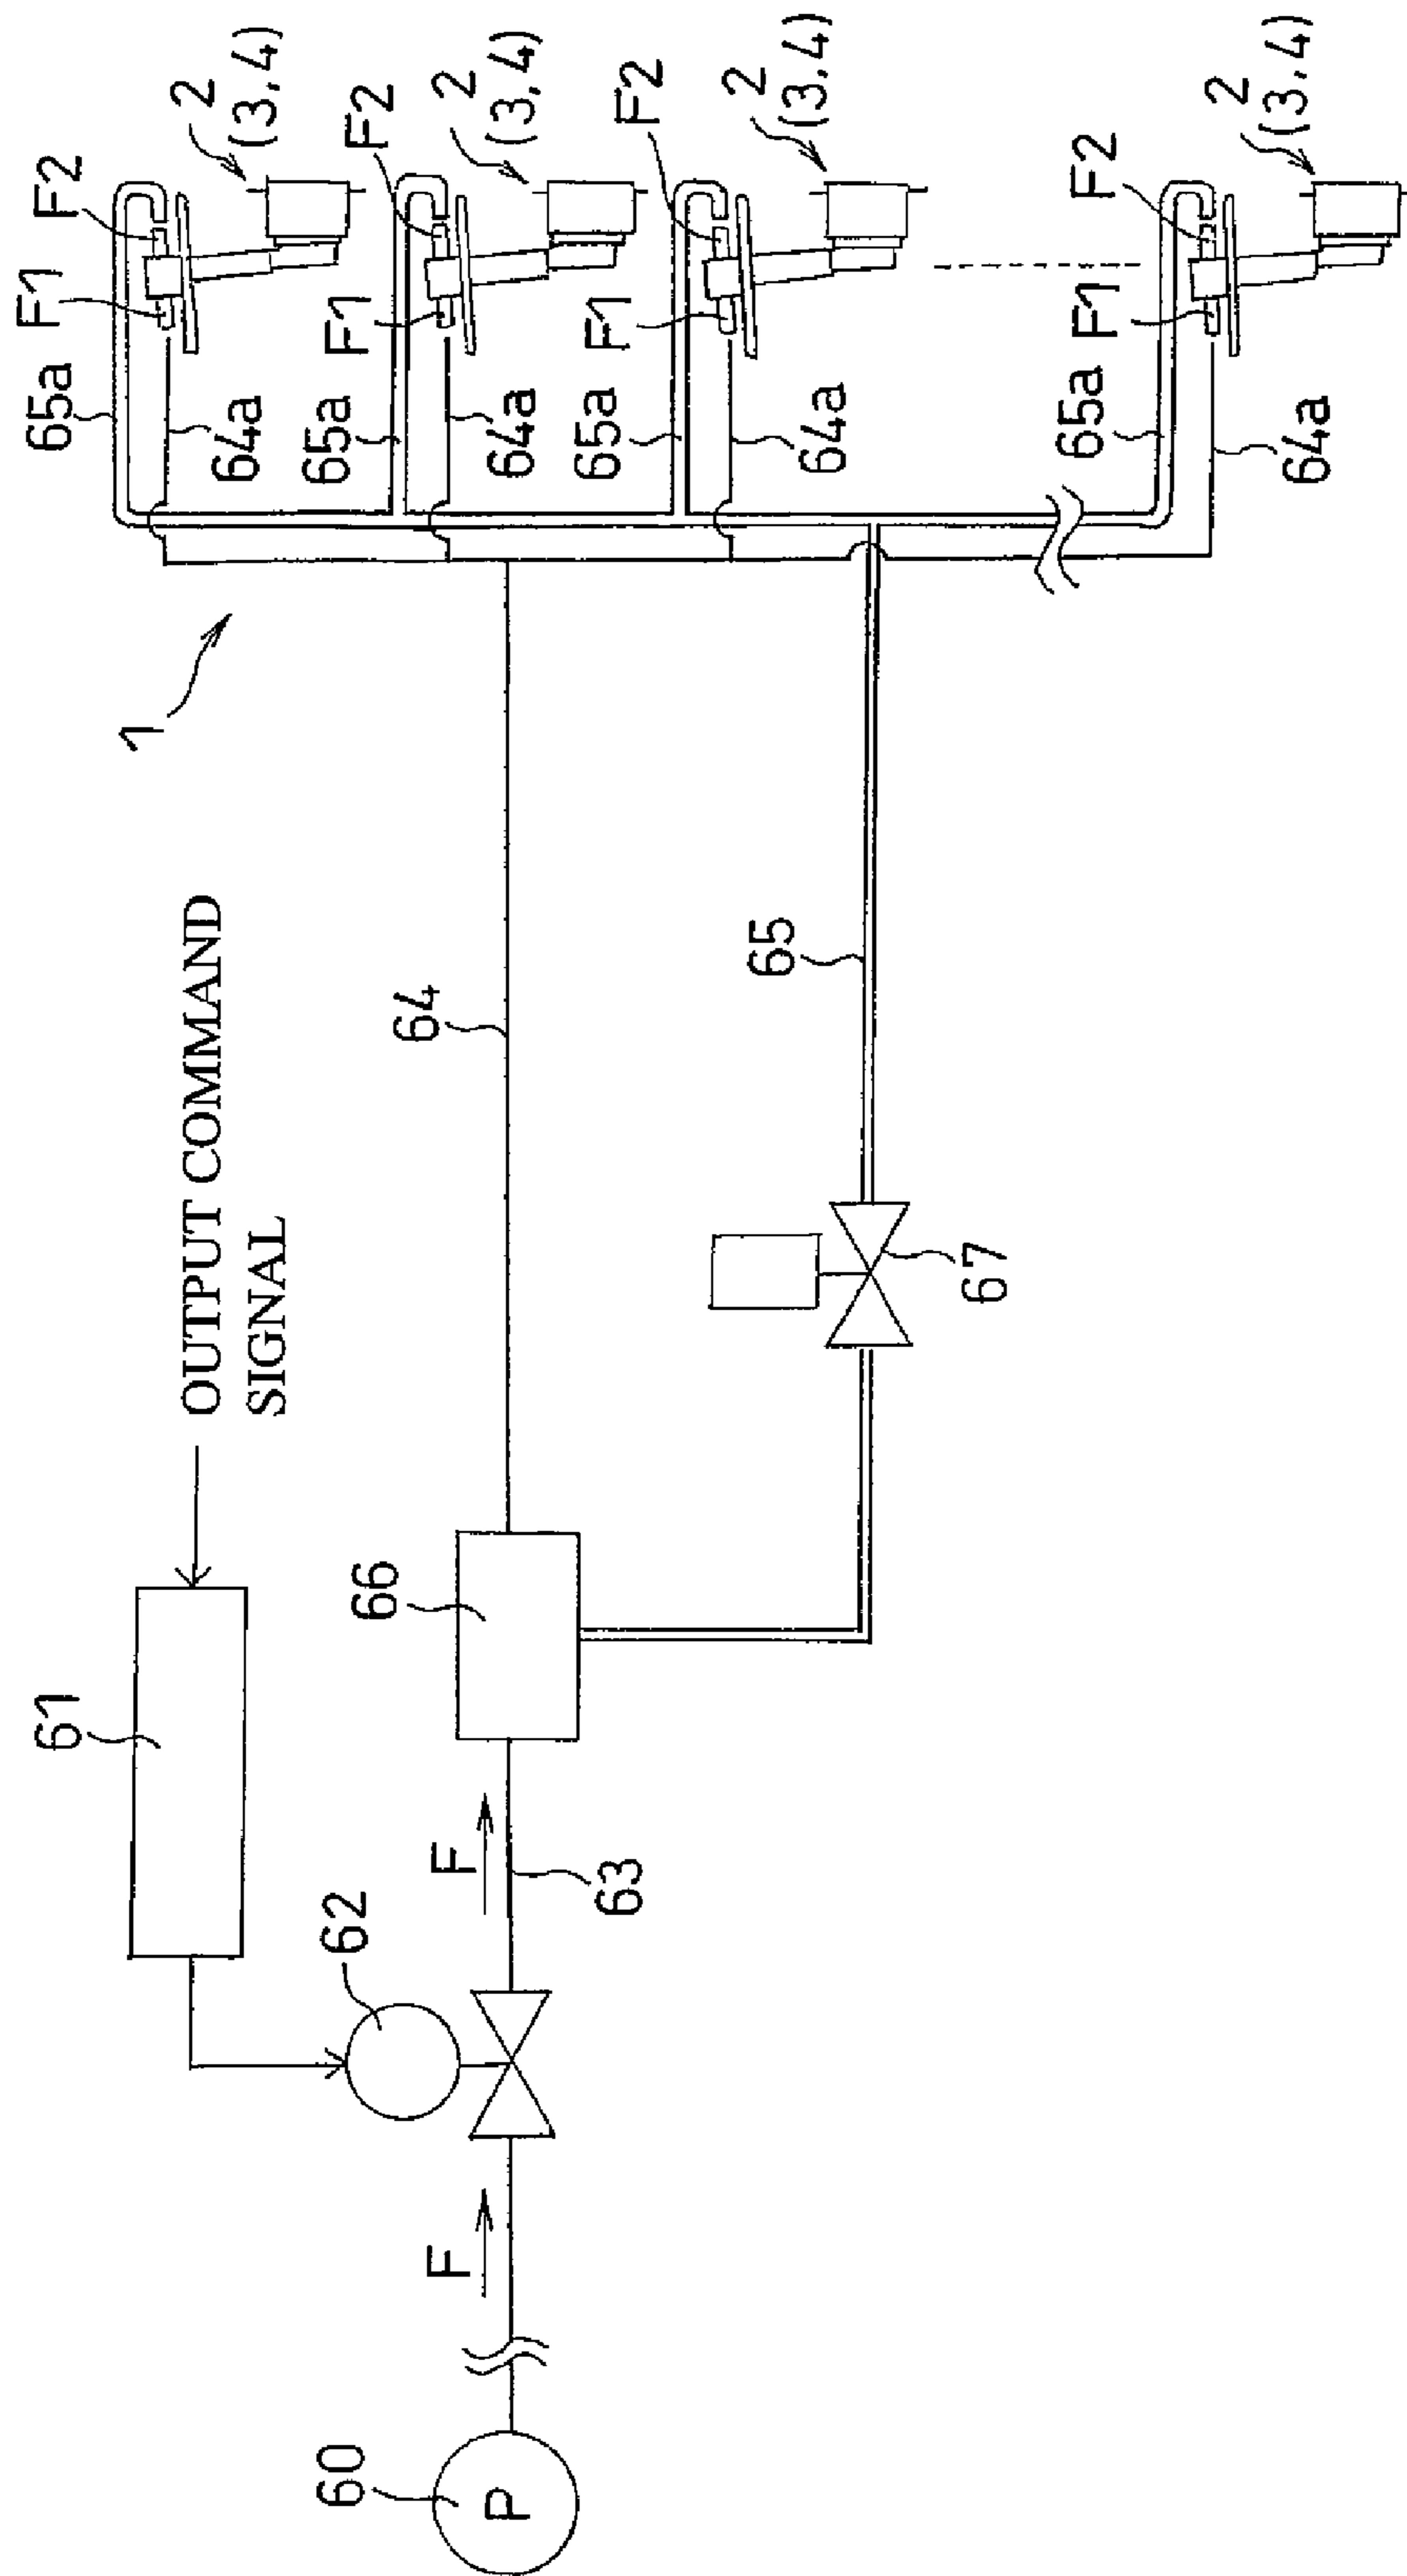 65a
F1
F2
2
(3, 4)
64a
65a
F1
F2
2
(3, 4)
64a
65a
F1
F2
2
(3, 4)
64a
65a
F1
F2
2
(3, 4)
64a
1
OUTPUT COMMAND
SIGNAL
64
65
67
61
66
62
F
63
F
60
P